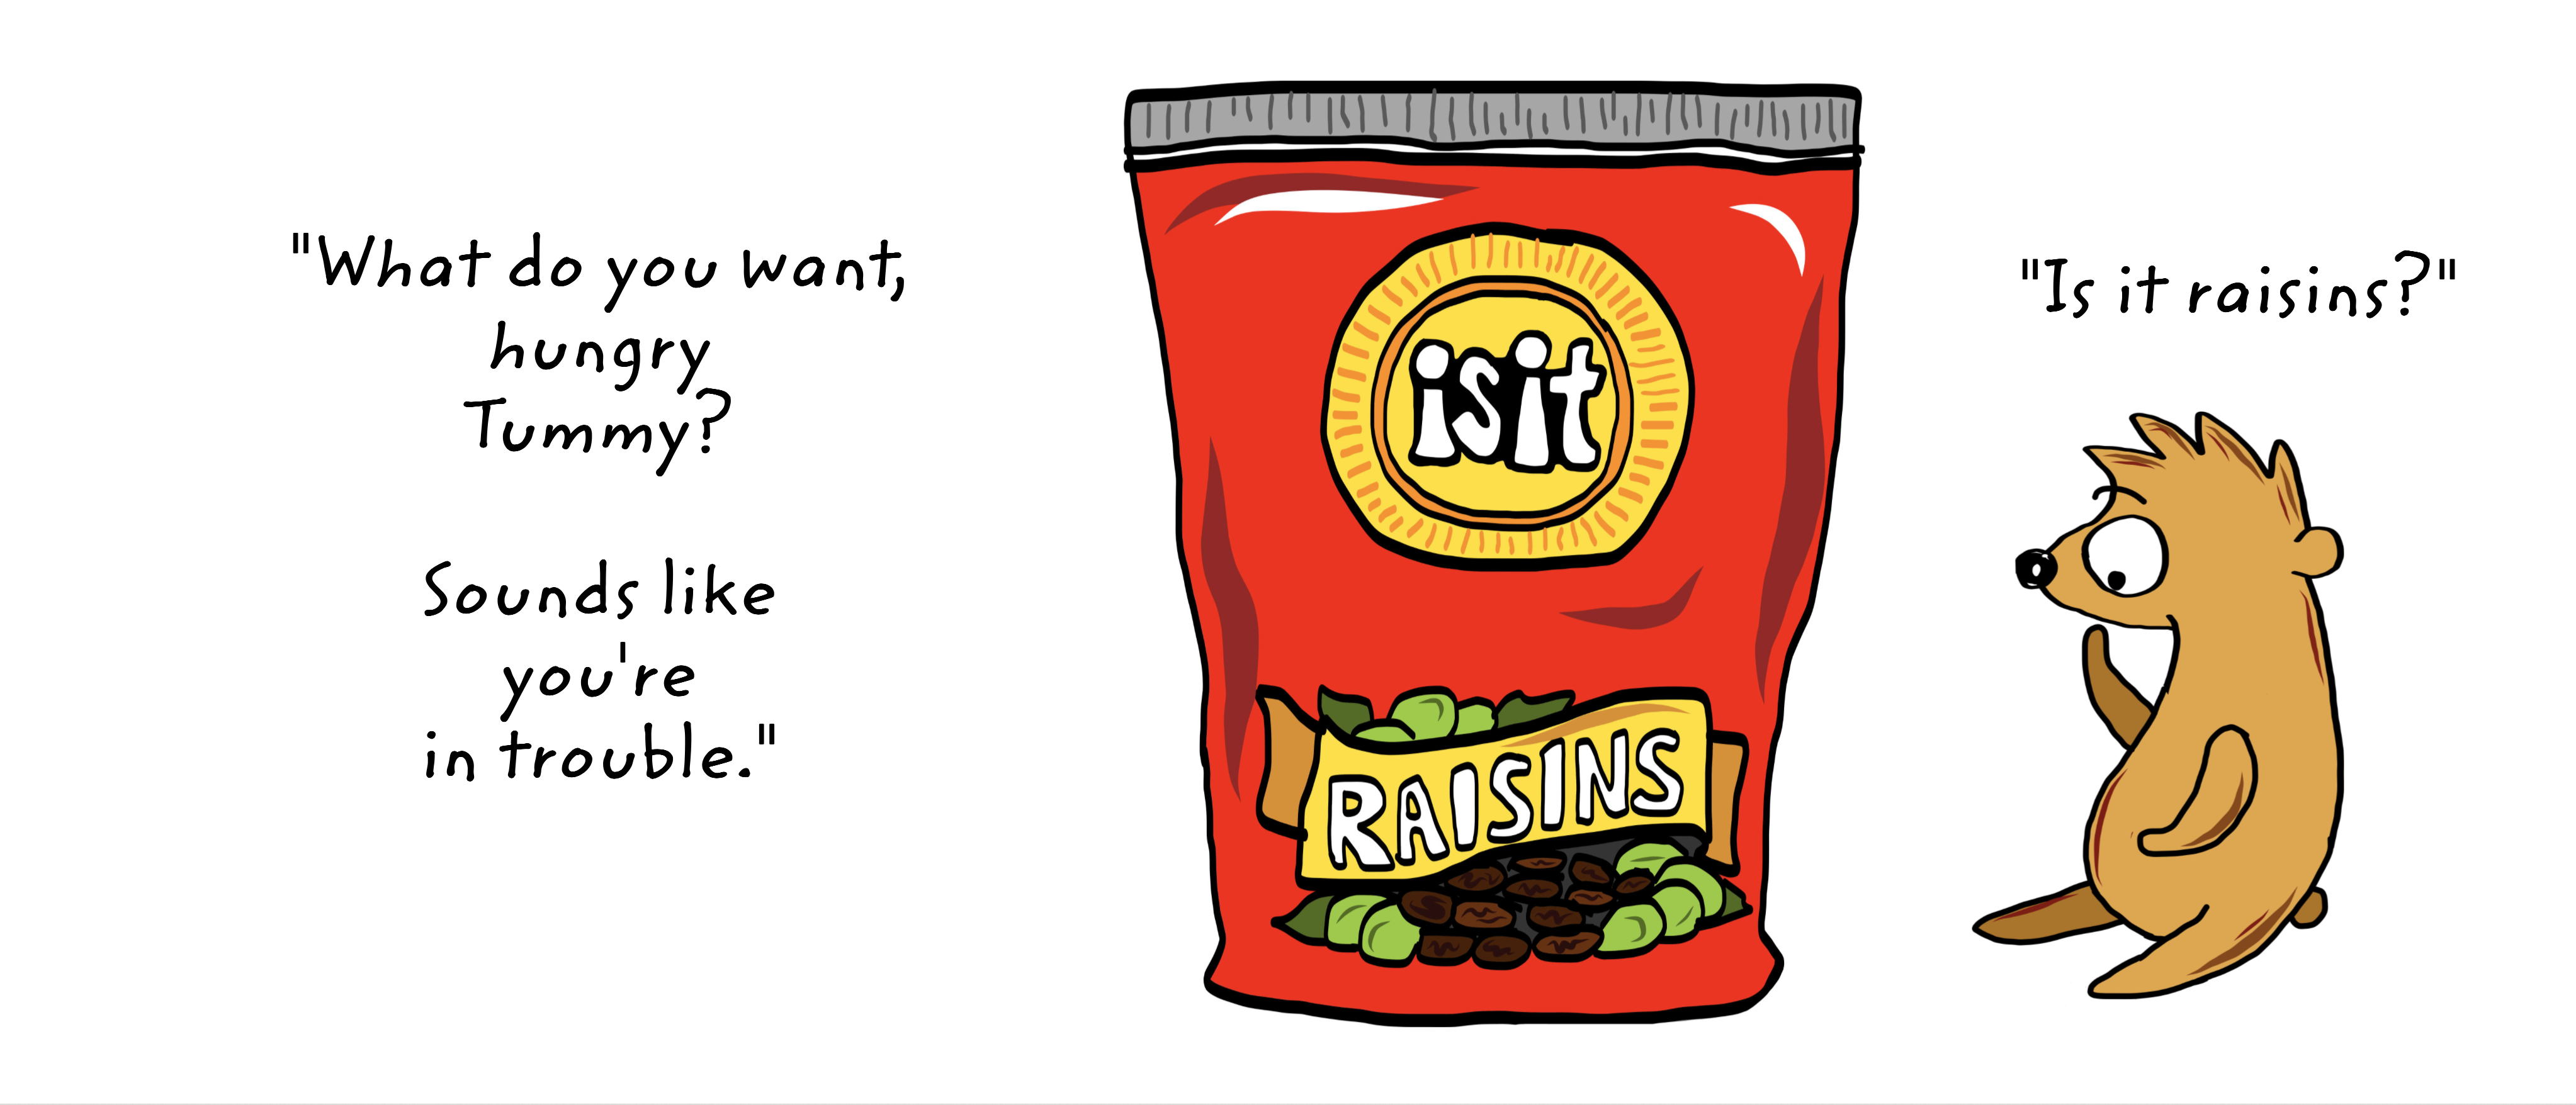 "What do you want,
hungry
Tummy?
Sounds like
you're
in trouble."
isit
RAISINS
"Is it raisins?"